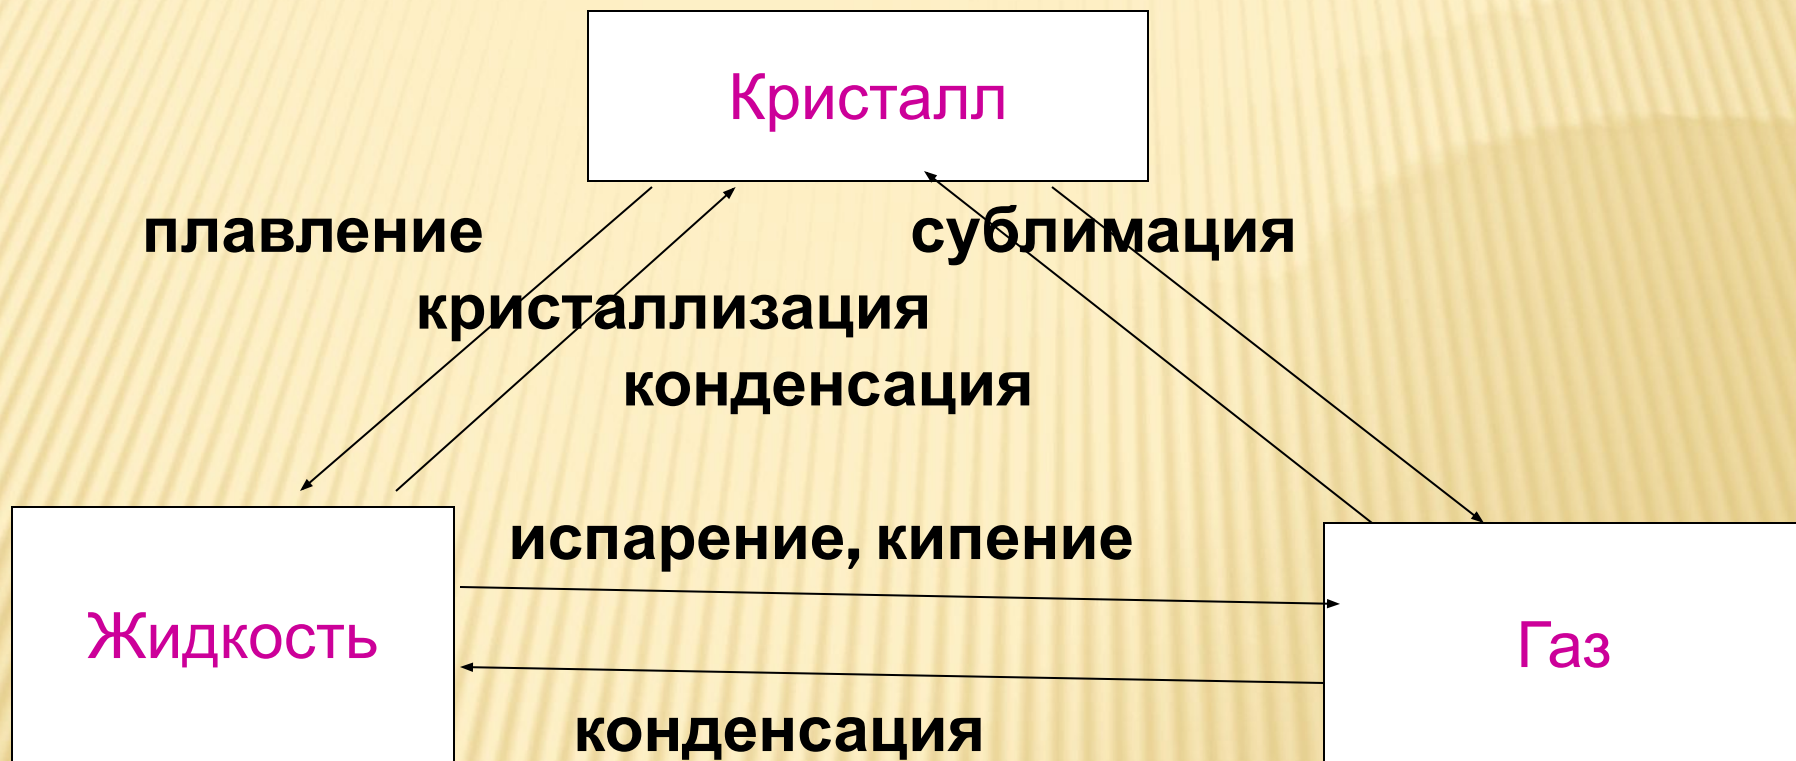 Кристалл
плавление
сублимация
кристаллизация
конденсация
испарение, кипение
Жидкость
Газ
конденсация